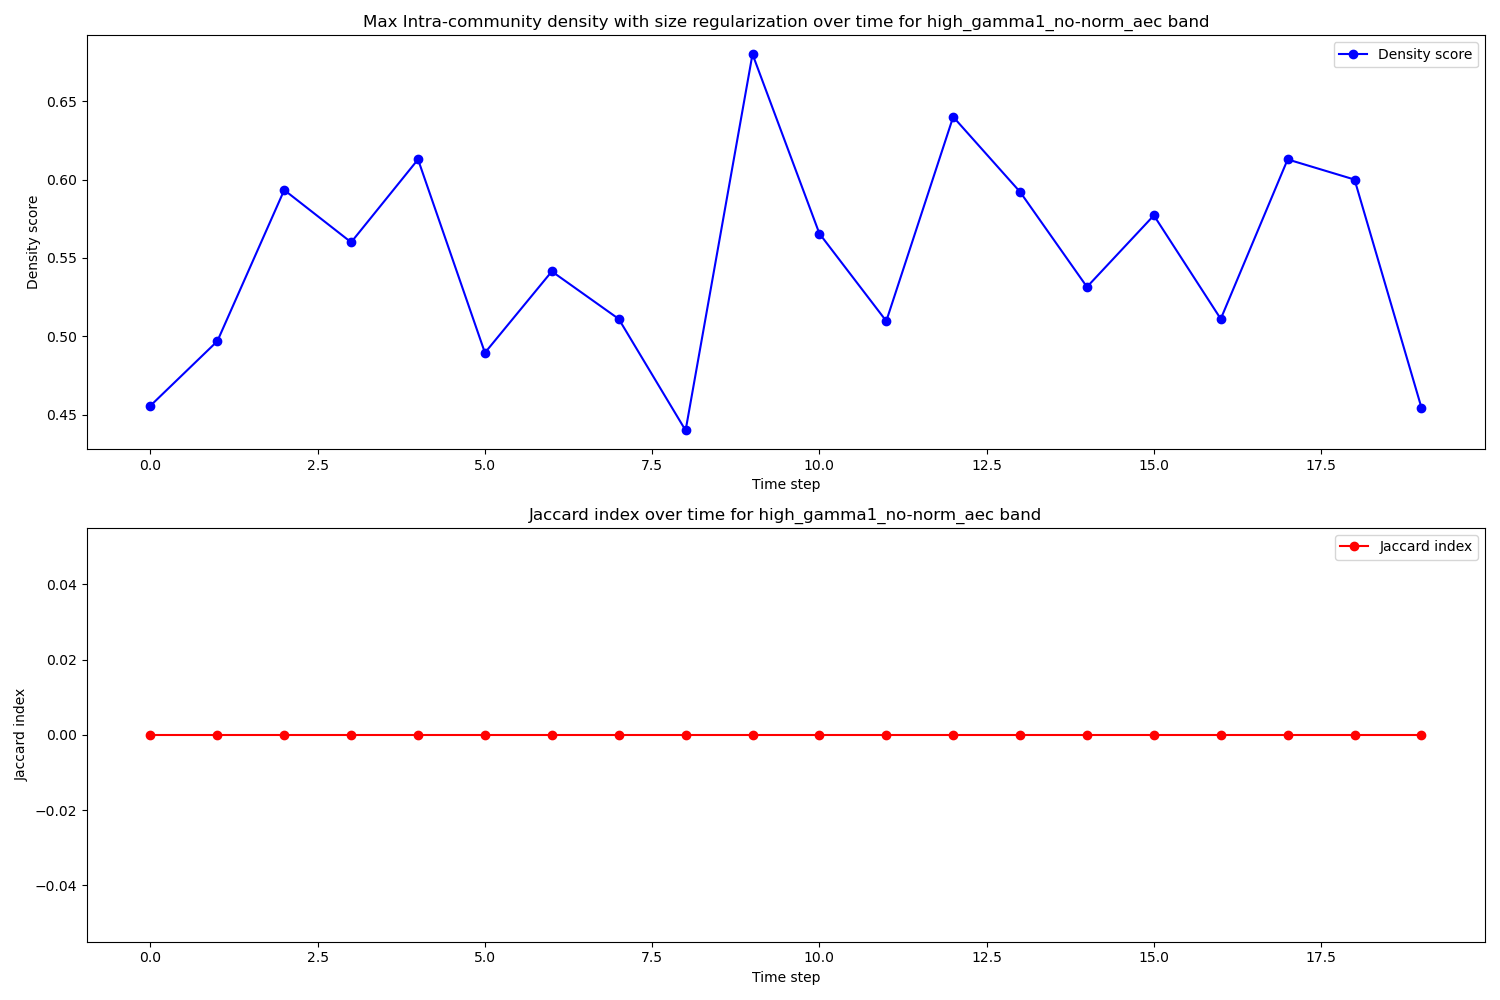 Max Intra-community density with size regularization over time for high_gamma1_no-norm_aec band
Density score
0.65
0.60
0.55
0.50
0.45
Density score
0.0 2.5 5.0 7.5 10.0 12.5 15.0 17.5
Time step
Jaccard index over time for high_gamma1_no-norm_aec band
Jaccard index
0.04
0.02
0.00
−0.02
−0.04
Jaccard index
0.0 2.5 5.0 7.5 10.0 12.5 15.0 17.5
Time step